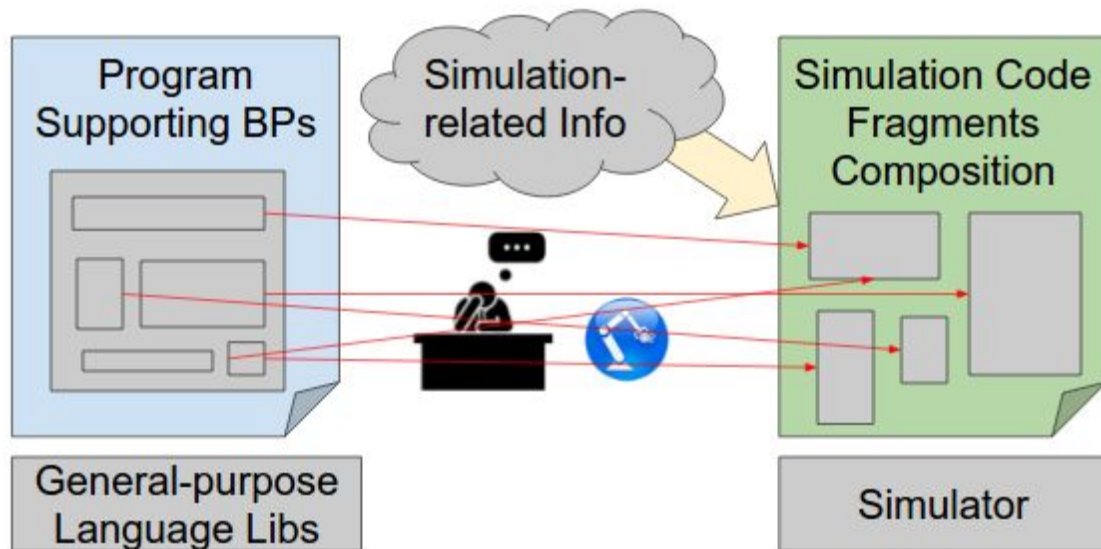 Program
Supporting BPs
Simulation-
related Info
Simulation Code
Fragments
Composition
General-purpose
Language Libs
Simulator